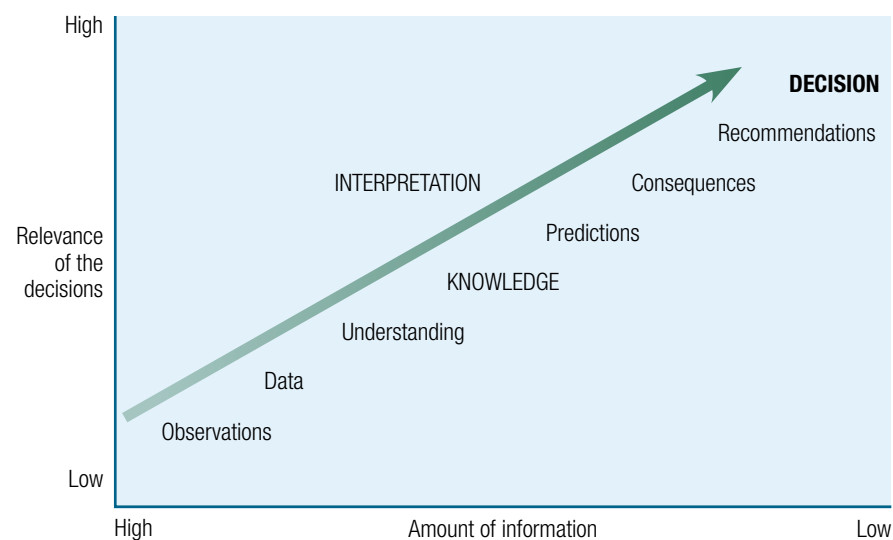 High
DECISION
Recommendations
INTERPRETATION
Consequences
Relevance
of the
decisions
Predictions
KNOWLEDGE
Understanding
Data
Observations
Low
High
Amount of information
Low